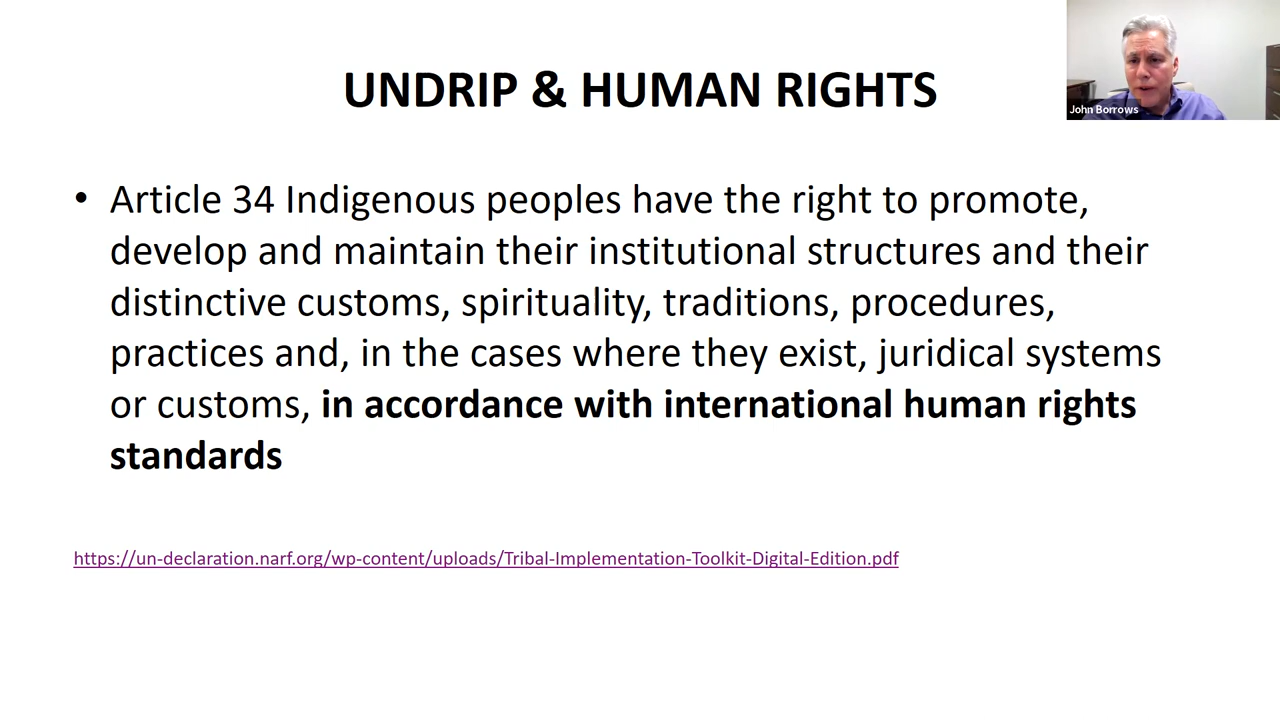 UNDRIP & HUMAN RIGHTS
John Borrows
• Article 34 Indigenous peoples have the right to promote,
develop and maintain their institutional structures and their
distinctive customs, spirituality, traditions, procedures,
practices and, in the cases where they exist, juridical systems
or customs, in accordance with international human rights
standards
https://un-declaration.narf.org/wp-content/uploads/Tribal-Implementation-Toolkit-Digital-Edition.pdf